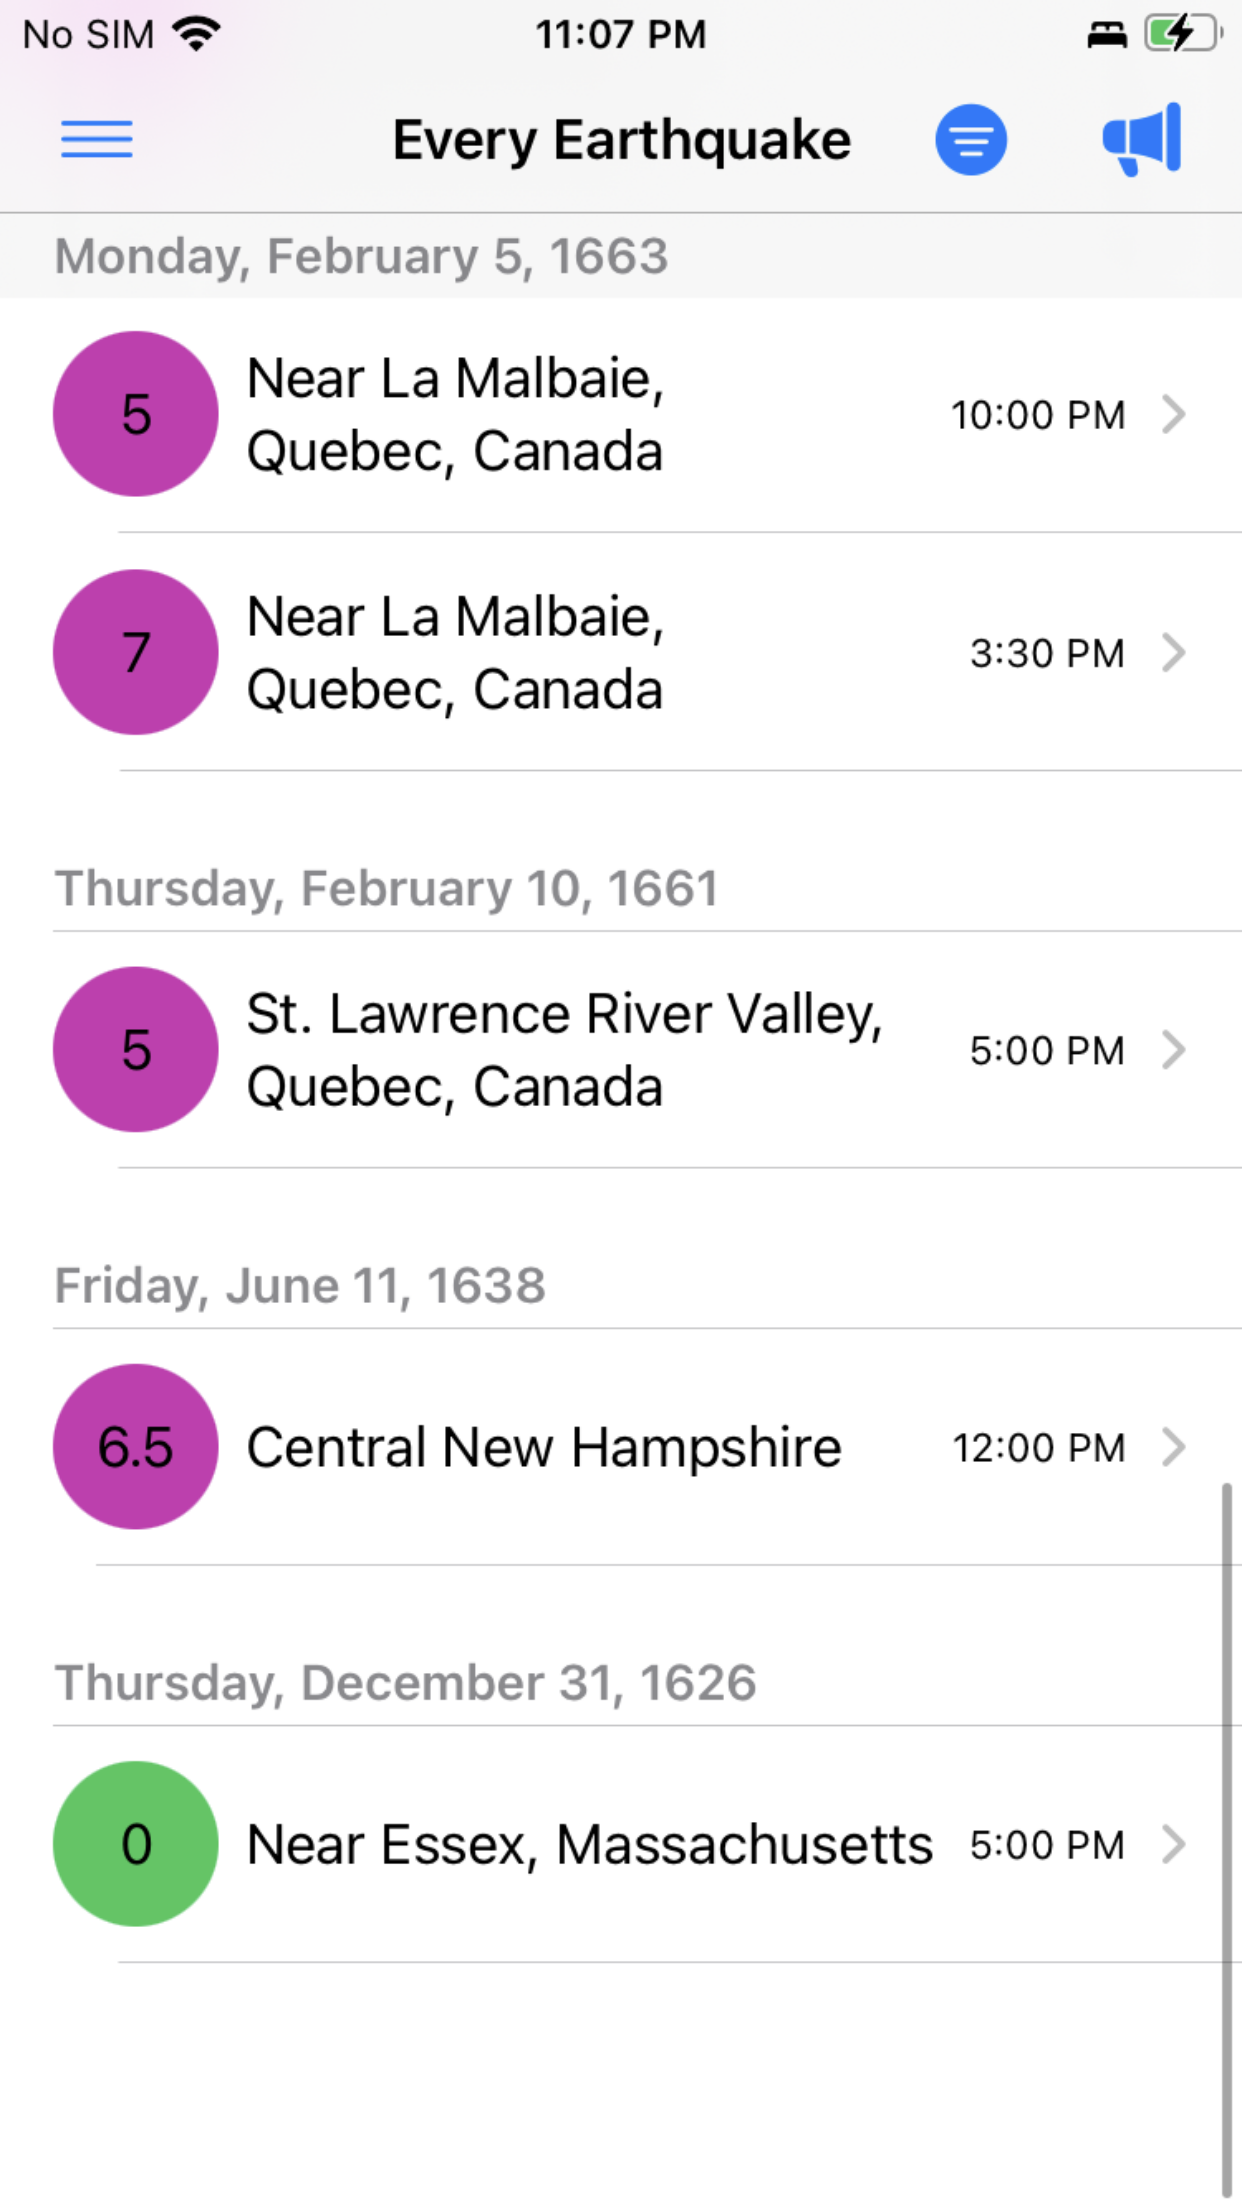 No SIM 11:07 PM
Every Earthquake
Monday, February 5, 1663
5 Near La Malbaie,
Quebec, Canada 10:00 PM
7 Near La Malbaie,
Quebec, Canada 3:30 PM
Thursday, February 10, 1661
5 St. Lawrence River Valley,
Quebec, Canada 5:00 PM
Friday, June 11, 1638
6.5 Central New Hampshire 12:00 PM
Thursday, December 31, 1626
0 Near Essex, Massachusetts 5:00 PM